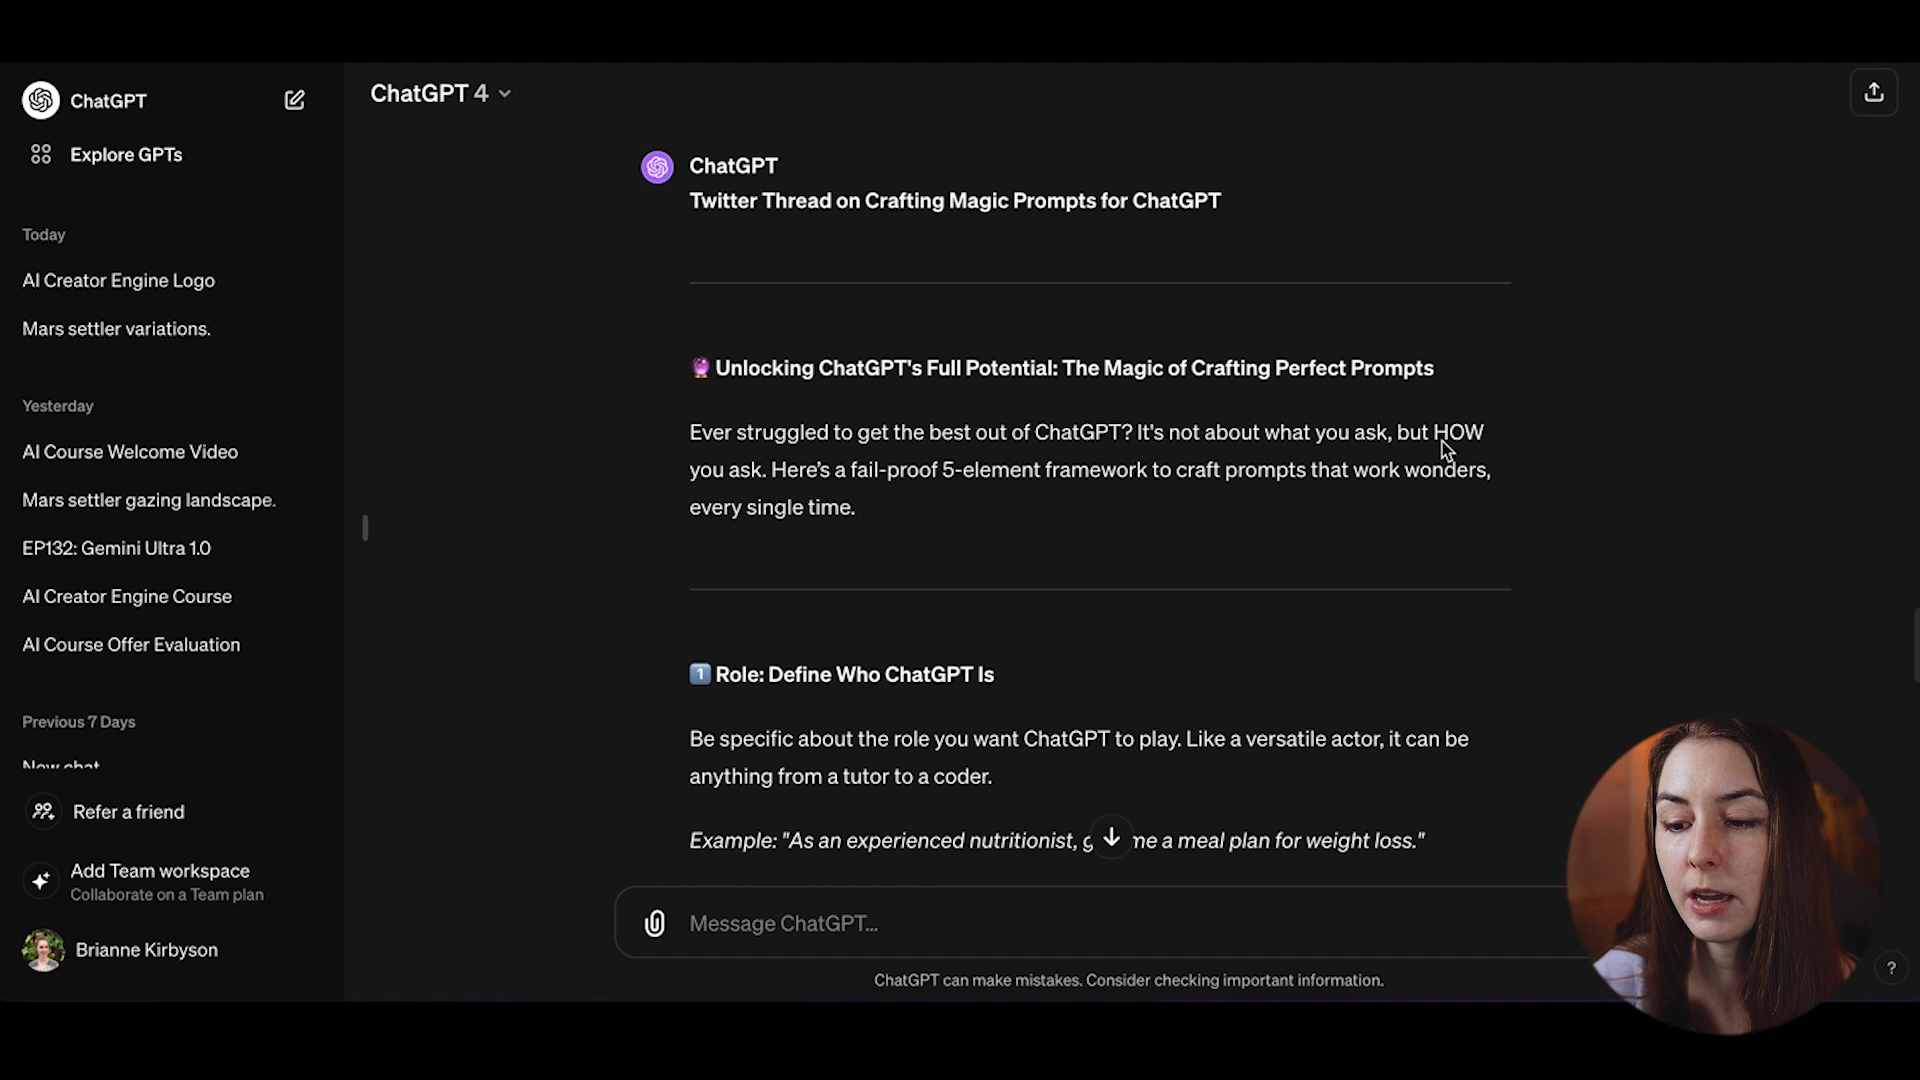 ChatGPT
Explore GPTs
Today
AI Creator Engine Logo
Mars settler variations.
Yesterday
AI Course Welcome Video
Mars settler gazing landscape.
EP132: Gemini Ultra 1.0
AI Creator Engine Course
AI Course Offer Evaluation
Previous 7 Days
New chat
Refer a friend
Add Team workspace
Collaborate on a Team plan
Brianne Kirbyson
ChatGPT 4
ChatGPT
Twitter Thread on Crafting Magic Prompts for ChatGPT
🔮 Unlocking ChatGPT's Full Potential: The Magic of Crafting Perfect Prompts
Ever struggled to get the best out of ChatGPT? It's not about what you ask, but HOW
you ask. Here's a fail-proof 5-element framework to craft prompts that work wonders,
every single time.
1️⃣ Role: Define Who ChatGPT Is
Be specific about the role you want ChatGPT to play. Like a versatile actor, it can be
anything from a tutor to a coder.
Example: "As an experienced nutritionist, me a meal plan for weight loss."
Message ChatGPT...
ChatGPT can make mistakes. Consider checking important information.
?